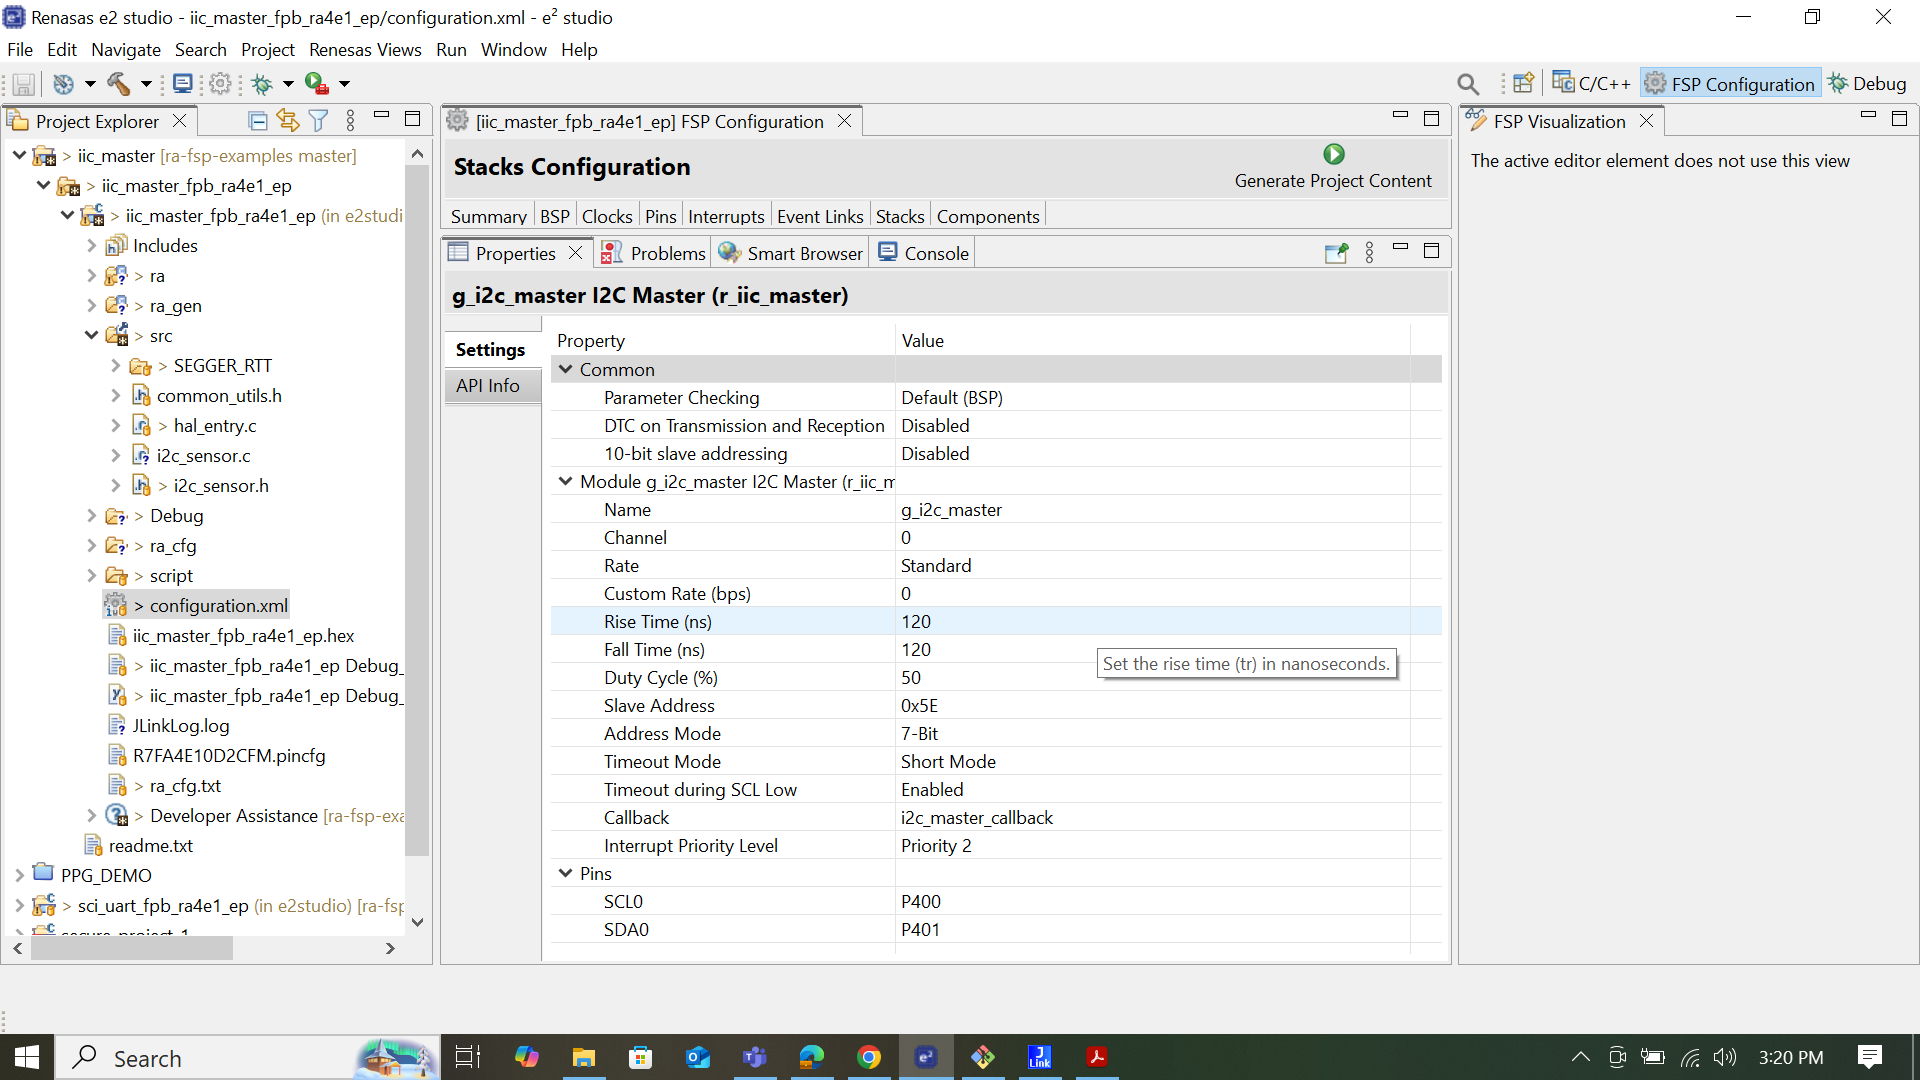 Renasas e2 studio - iic_master_fpb_ra4e1_ep/configuration.xml - e² studio
File Edit Navigate Search Project Renesas Views Run Window Help
C/C++ FSP Configuration Debug
Project Explorer
> iic_master [ra-fsp-examples master]
> iic_master_fpb_ra4e1_ep
> iic_master_fpb_ra4e1_ep (in e2studi
Includes
> ra
> ra_gen
> src
> SEGGER_RTT
common_utils.h
> hal_entry.c
i2c_sensor.c
> i2c_sensor.h
> Debug
> ra_cfg
> script
> configuration.xml
iic_master_fpb_ra4e1_ep.hex
> iic_master_fpb_ra4e1_ep Debug_
> iic_master_fpb_ra4e1_ep Debug_
JLinkLog.log
R7FA4E10D2CFM.pincfg
> ra_cfg.txt
> Developer Assistance [ra-fsp-exa
readme.txt
PPG_DEMO
> sci_uart_fpb_ra4e1_ep (in e2studio) [ra-fsp
secure_project_1
[iic_master_fpb_ra4e1_ep] FSP Configuration
Stacks Configuration
Generate Project Content
Summary BSP Clocks Pins Interrupts Event Links Stacks Components
Properties Problems Smart Browser Console
g_i2c_master I2C Master (r_iic_master)
Settings
API Info
Property Value
Common
Parameter Checking Default (BSP)
DTC on Transmission and Reception Disabled
10-bit slave addressing Disabled
Module g_i2c_master I2C Master (r_iic_m
Name g_i2c_master
Channel 0
Rate Standard
Custom Rate (bps) 0
Rise Time (ns) 120
Fall Time (ns) 120
Set the rise time (tr) in nanoseconds.
Duty Cycle (%) 50
Slave Address 0x5E
Address Mode 7-Bit
Timeout Mode Short Mode
Timeout during SCL Low Enabled
Callback i2c_master_callback
Interrupt Priority Level Priority 2
Pins
SCL0 P400
SDA0 P401
FSP Visualization
The active editor element does not use this view
Search
e²
J
Link
3:20 PM